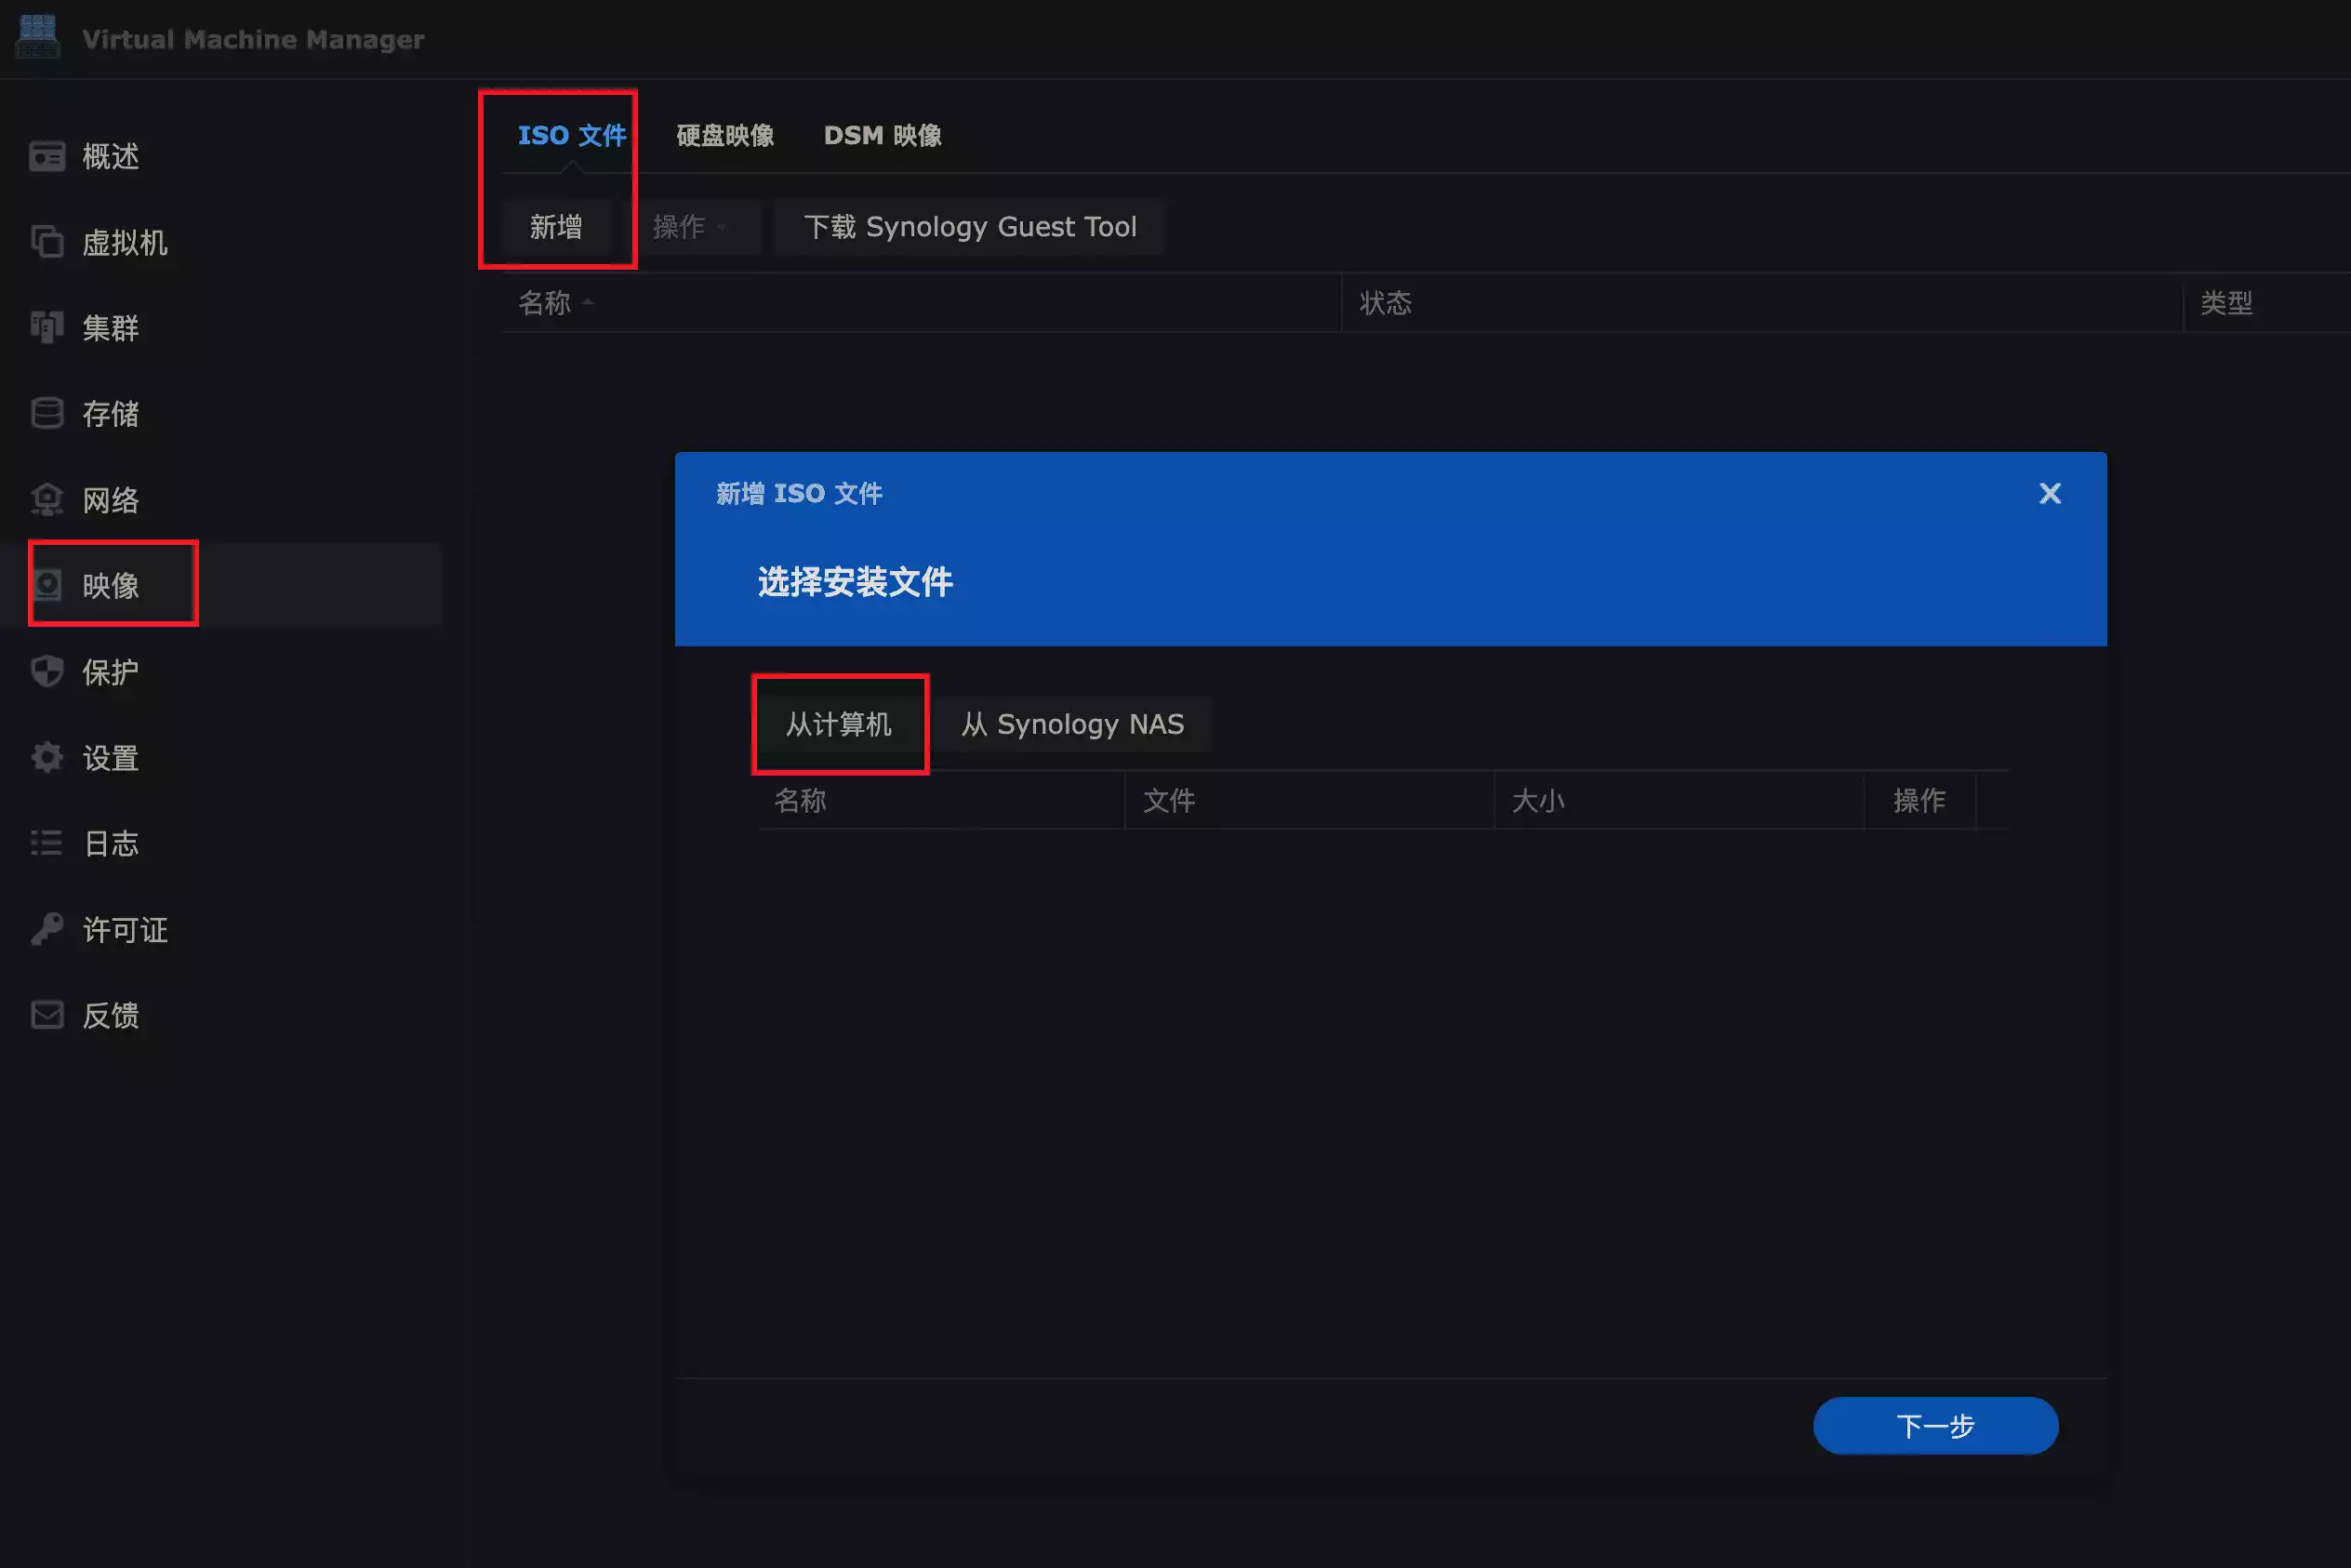 Virtual Machine Manager
概述
虚拟机
集群
存储
网络
映像
保护
设置
日志
许可证
反馈
ISO 文件 硬盘映像 DSM 映像
新增 操作 下载 Synology Guest Tool
名称 状态 类型
新增 ISO 文件
选择安装文件
从计算机 从 Synology NAS
名称 文件 大小 操作
下一步